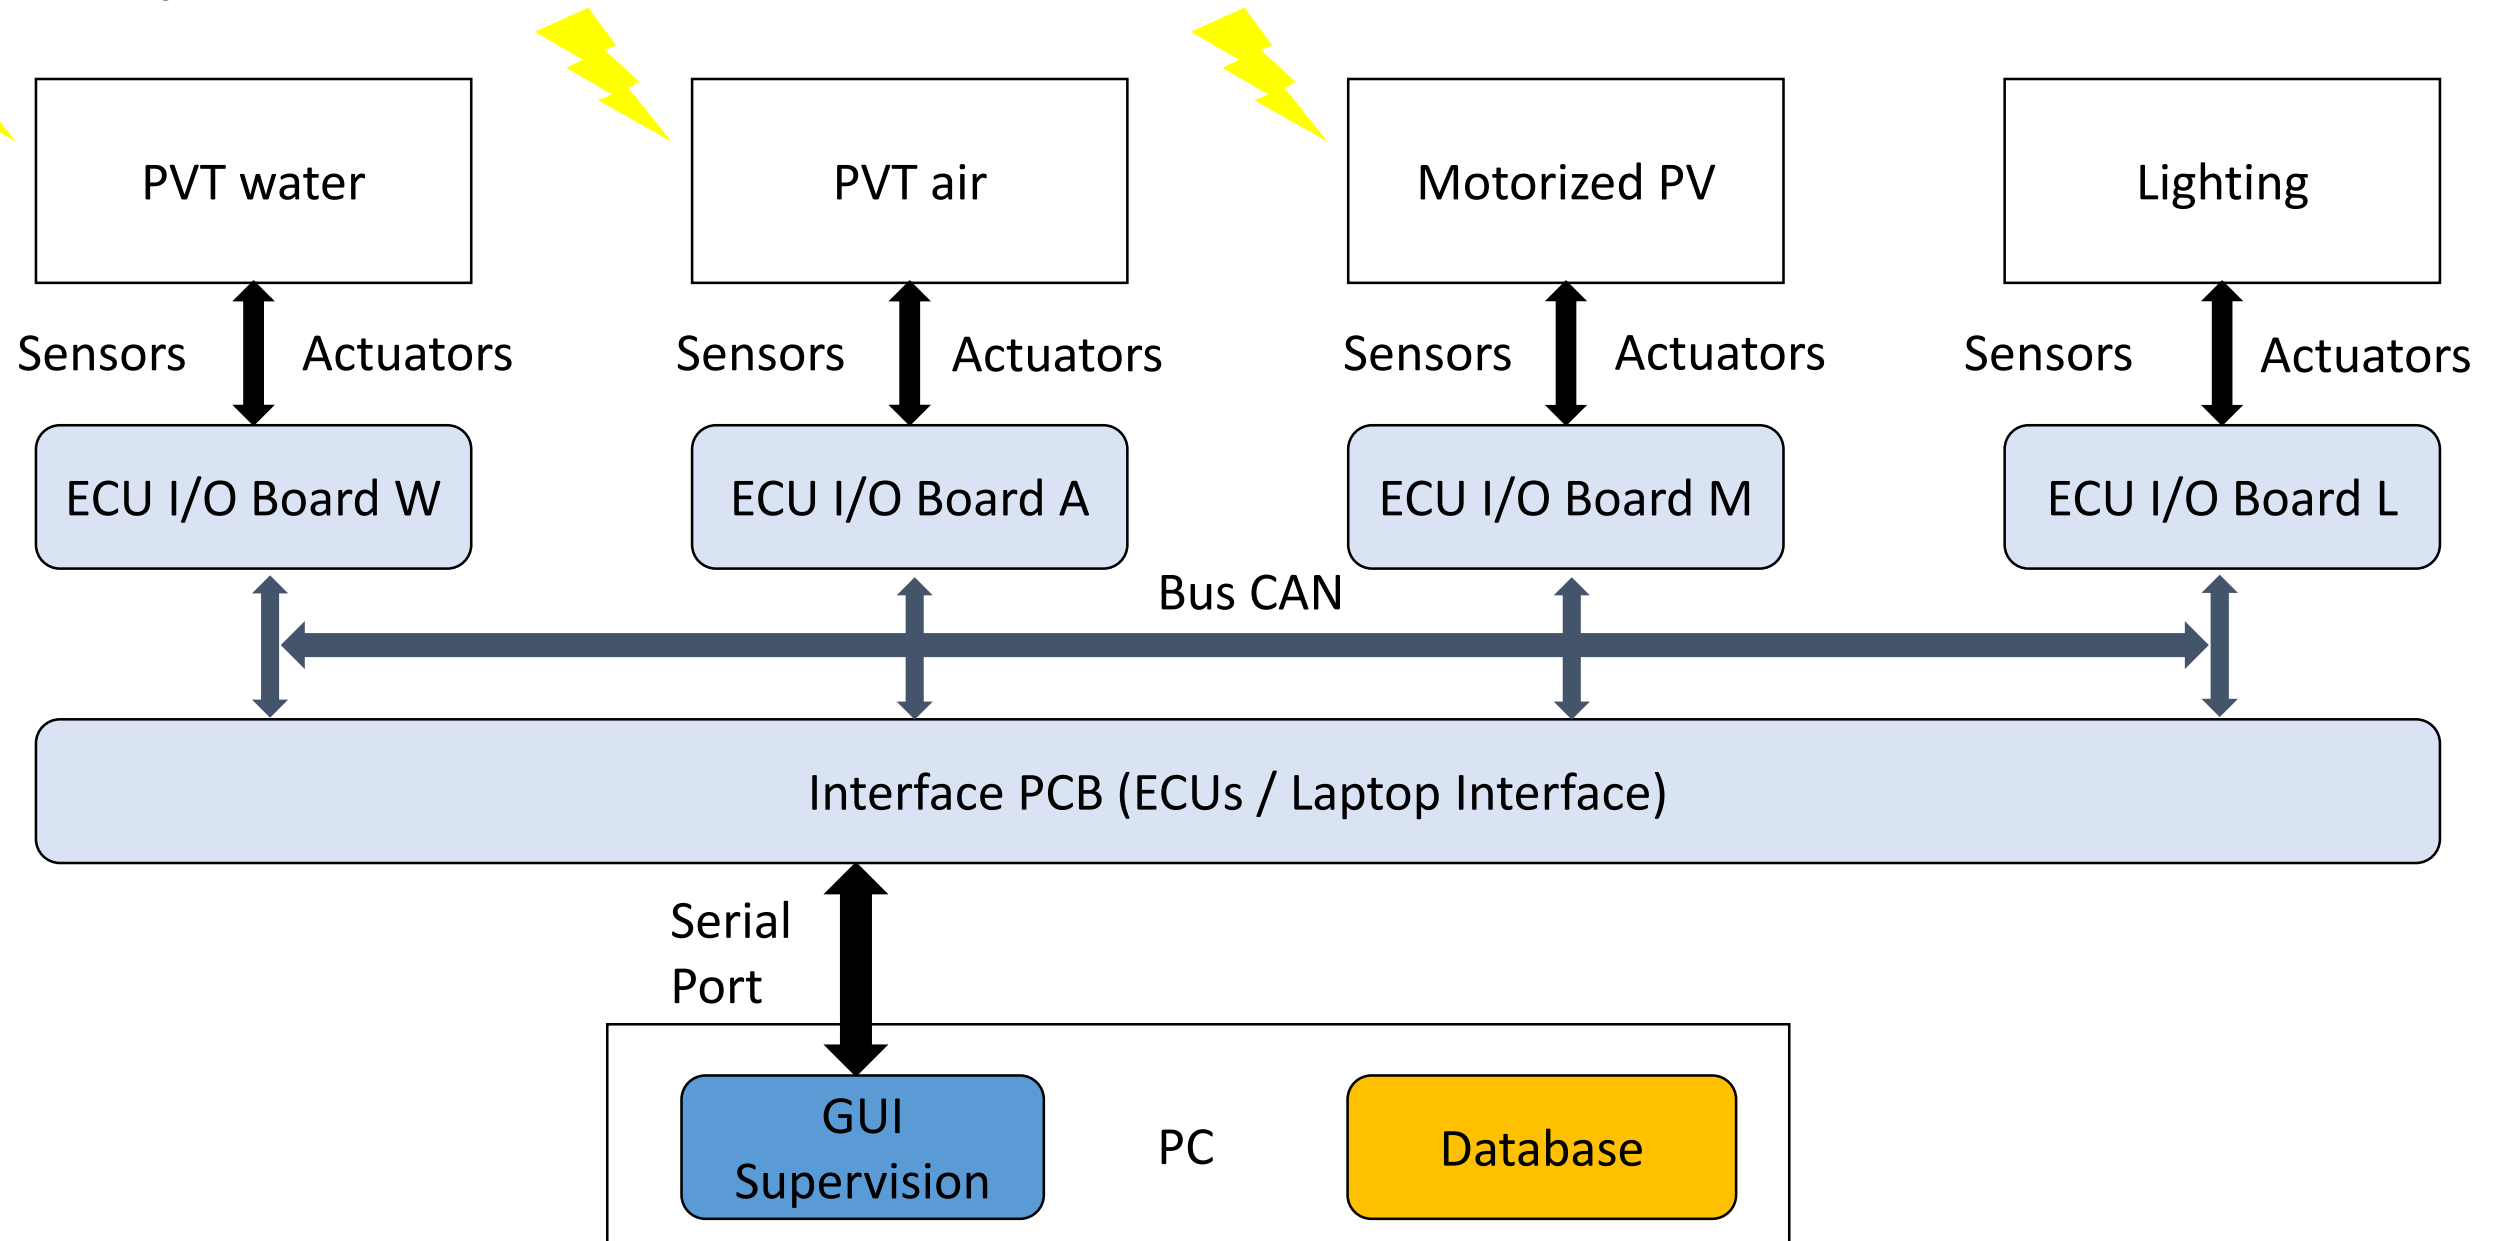 PVT water
PVT air
Motorized PV
Lighting
Sensors
Actuators
Sensors
Actuators
Sensors
Actuators
Sensors
Actuators
ECU I/O Board W
ECU I/O Board A
ECU I/O Board M
ECU I/O Board L
Bus CAN
Interface PCB (ECUs / Laptop Interface)
Serial
Port
GUI
Supervision
PC
Database